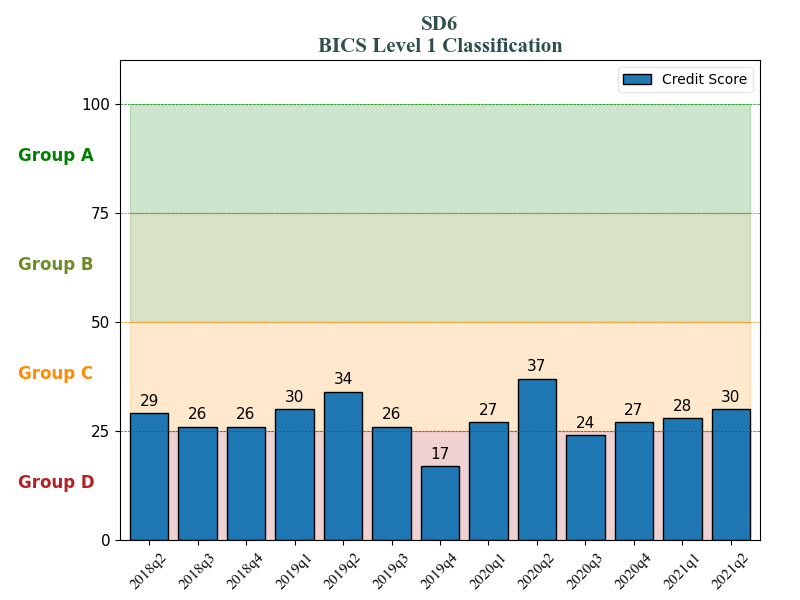 SD6
BICS Level 1 Classification
Credit Score
100
Group A
75
Group B
50
Group C
25
Group D
0
29
26
26
30
34
26
17
27
37
24
27
28
30
2018q2
2018q3
2018q4
2019q1
2019q2
2019q3
2019q4
2020q1
2020q2
2020q3
2020q4
2021q1
2021q2